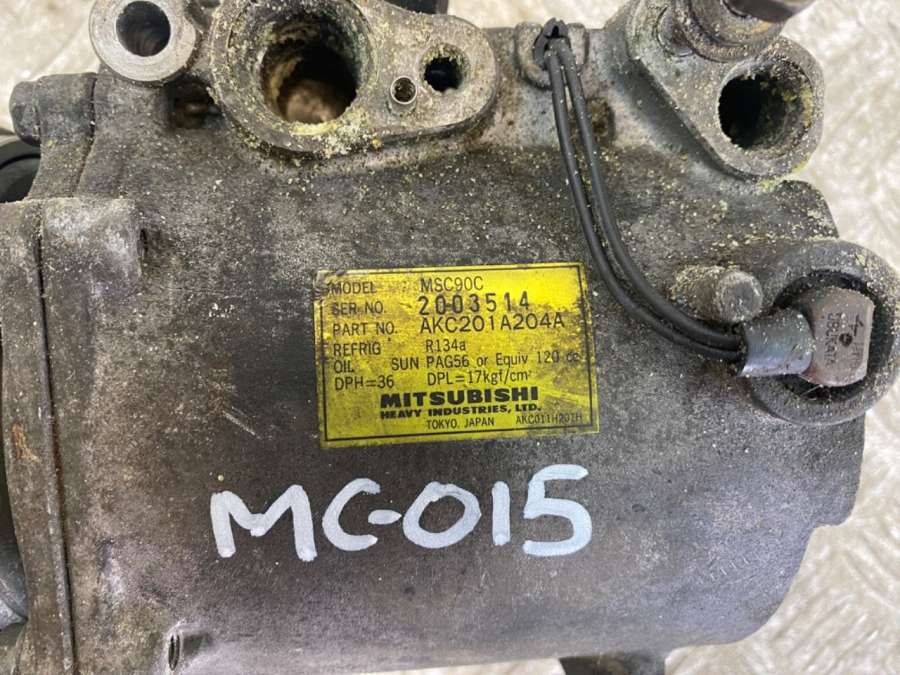 MODEL MSC90C
SER NO. 2003514
PART NO. AKC201A204A
REFRIG R134a
OIL SUN PAG56 or Equiv 120 cc
DPH=36 DPL=17kgf/cm²
MITSUBISHI
HEAVY INDUSTRIES, LTD.
TOKYO, JAPAN AKC011H201H
MC-015